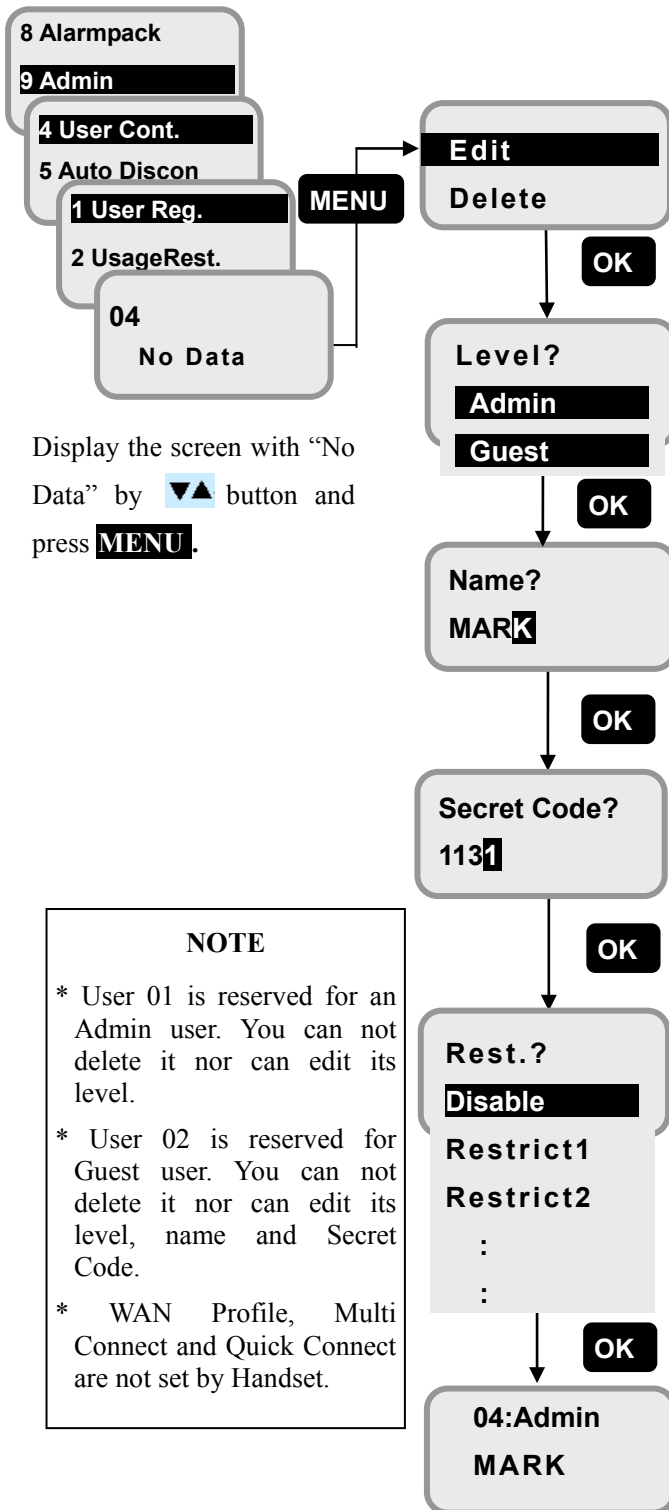 8 Alarmpack
9 Admin
4 User Cont.
5 Auto Discon
1 User Reg.
2 UsageRest.
04
No Data
MENU
Edit
Delete
OK
Level?
Admin
Guest
OK
Display the screen with “No
Data” by ▼▲ button and
press MENU .
Name?
MARK
OK
Secret Code?
1131
OK
NOTE
* User 01 is reserved for an
Admin user. You can not
delete it nor can edit its
level.
* User 02 is reserved for
Guest user. You can not
delete it nor can edit its
level, name and Secret
Code.
* WAN Profile, Multi
Connect and Quick Connect
are not set by Handset.
Rest.?
Disable
Restrict1
Restrict2
:
:
OK
04:Admin
MARK